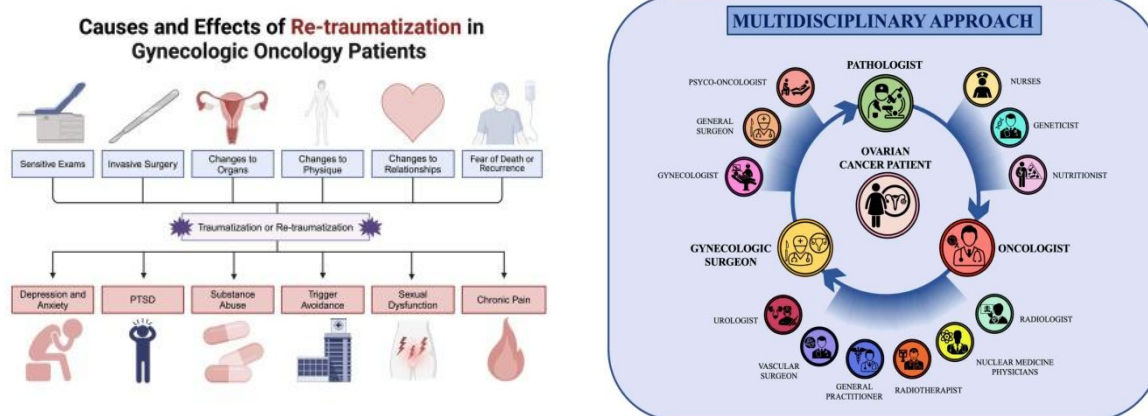 Causes and Effects of Re-traumatization in
Gynecologic Oncology Patients
Sensitive Exams
Invasive Surgery
Changes to
Organs
Changes to
Physique
Changes to
Relationships
Fear of Death or
Recurrence
Traumatization or Re-traumatization
Depression and
Anxiety
PTSD
Substance
Abuse
Trigger
Avoidance
Sexual
Dysfunction
Chronic Pain
MULTIDISCIPLINARY APPROACH
PATHOLOGIST
PSYCO-ONCOLOGIST
NURSES
GENERAL
SURGEON
GENETICIST
GYNECOLOGIST
NUTRITIONIST
OVARIAN
CANCER PATIENT
GYNECOLOGIC
SURGEON
ONCOLOGIST
UROLOGIST
RADIOLOGIST
VASCULAR
SURGEON
GENERAL
PRACTITIONER
RADIOTHERAPIST
NUCLEAR MEDICINE
PHYSICIANS